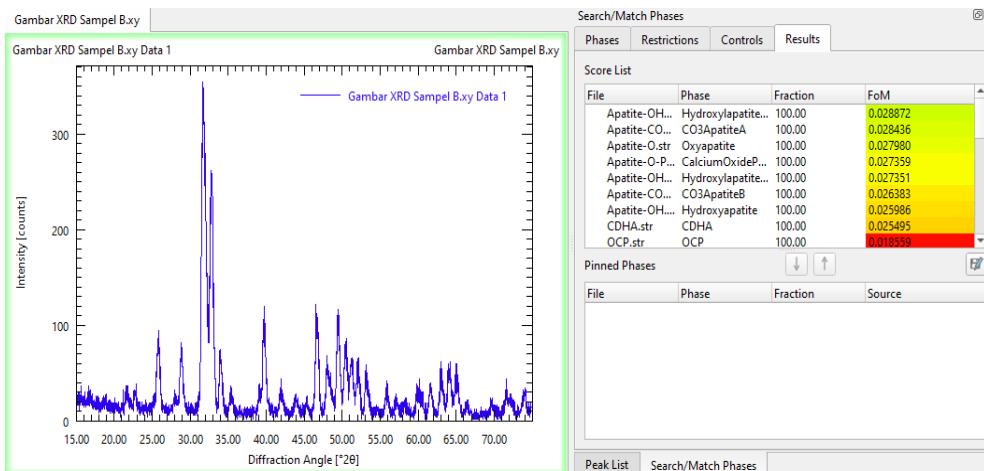 Gambar XRD Sampel B.xy
Gambar XRD Sampel B.xy Data 1
Gambar XRD Sampel B.xy
Gambar XRD Sampel B.xy Data 1
Intensity [counts]
300
200
100
0
15.00 20.00 25.00 30.00 35.00 40.00 45.00 50.00 55.00 60.00 65.00 70.00
Diffraction Angle [°2θ]
Search/Match Phases
Phases Restrictions Controls Results
Score List
File Phase Fraction FoM
Apatite-OH... Hydroxylapatite... 100.00 0.028872
Apatite-CO... CO3ApatiteA 100.00 0.028436
Apatite-O.str Oxyapatite 100.00 0.027980
Apatite-O-P... CalciumOxideP... 100.00 0.027359
Apatite-OH... Hydroxylapatite... 100.00 0.027351
Apatite-CO... CO3ApatiteB 100.00 0.026383
Apatite-OH.... Hydroxyapatite 100.00 0.025986
CDHA.str CDHA 100.00 0.025495
OCP.str OCP 100.00 0.018559
Pinned Phases
File Phase Fraction Source
Peak List Search/Match Phases